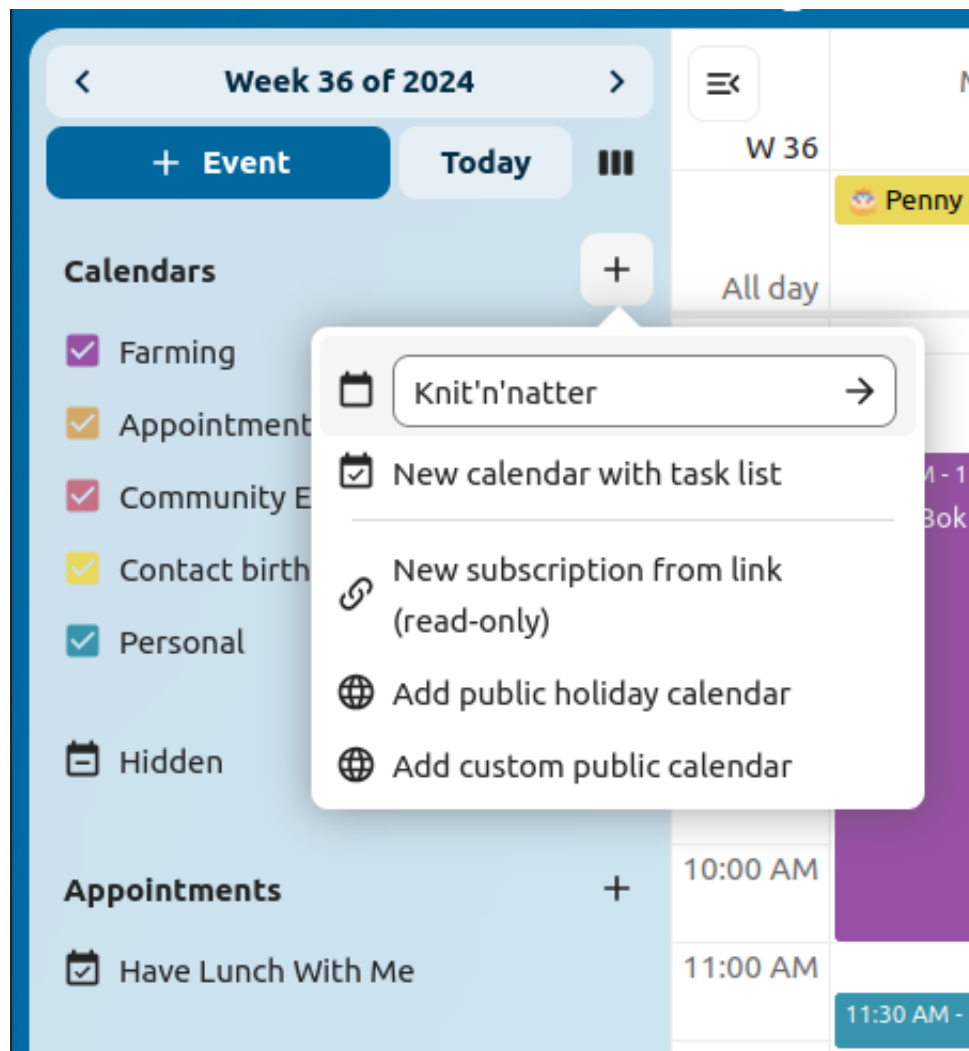 Week 36 of 2024
+ Event
Today
W 36
Penny
Calendars
All day
Farming
Knit'n'natter
Appointment
New calendar with task list
Community E
Contact birth
New subscription from link
(read-only)
Personal
Add public holiday calendar
Hidden
Add custom public calendar
10:00 AM
Appointments
Have Lunch With Me
11:00 AM
11:30 AM -